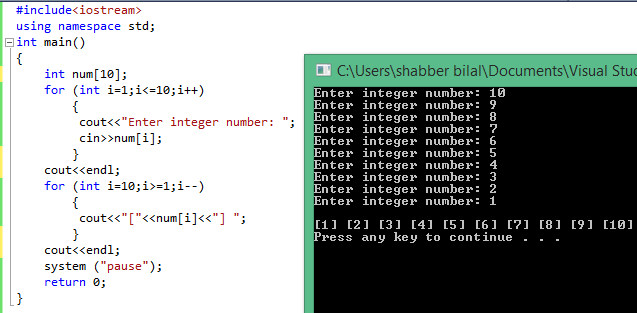 #include<iostream>
using namespace std;
int main()
{
int num[10];
for (int i=1;i<=10;i++)
{
cout<<"Enter integer number: ";
cin>>num[i];
}
cout<<endl;
for (int i=10;i>=1;i--)
{
cout<<"["<<num[i]<<"] ";
}
cout<<endl;
system ("pause");
return 0;
}
C:\Users\shabber bilal\Documents\Visual Stud
Enter integer number: 10
Enter integer number: 9
Enter integer number: 8
Enter integer number: 7
Enter integer number: 6
Enter integer number: 5
Enter integer number: 4
Enter integer number: 3
Enter integer number: 2
Enter integer number: 1
[1] [2] [3] [4] [5] [6] [7] [8] [9] [10]
Press any key to continue . . .